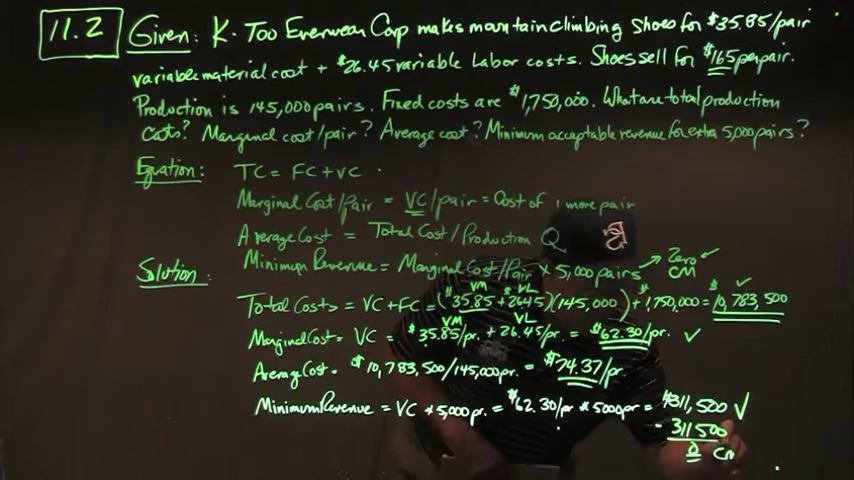 11.2 Given: K. Too Everwear Corp makes mountain climbing shoes for $35.85/pair
variable material cost + $26.45 variable Labor costs. Shoes sell for $165 per pair.
Production is 145,000 pairs. Fixed costs are $1,750,000. What are total production
Costs? Marginal cost/pair? Average cost? Minimum acceptable revenue for extra 5,000 pairs?
Equation: TC = FC + VC
Marginal Cost/Pair = VC/pair = Cost of 1 more pair
Average Cost = Total Cost/Production Q
Minimum Revenue = Marginal Cost/Pair * 5,000 pairs → Zero ✓
CM
Solution:
VM VL
Total Costs = VC + FC = ($35.85 + $26.45)(145,000) + $1,750,000 = $10,783,500 ✓
VM VL
Marginal Cost = VC = $35.85/pr. + 26.45/pr. = $62.30/pr. ✓
Average Cost = $10,783,500/145,000 pr. = $74.37/pr.
Minimum Revenue = VC * 5,000 pr. = $62.30/pr * 5000 pr = $311,500 ✓
- 311 500
0 CM